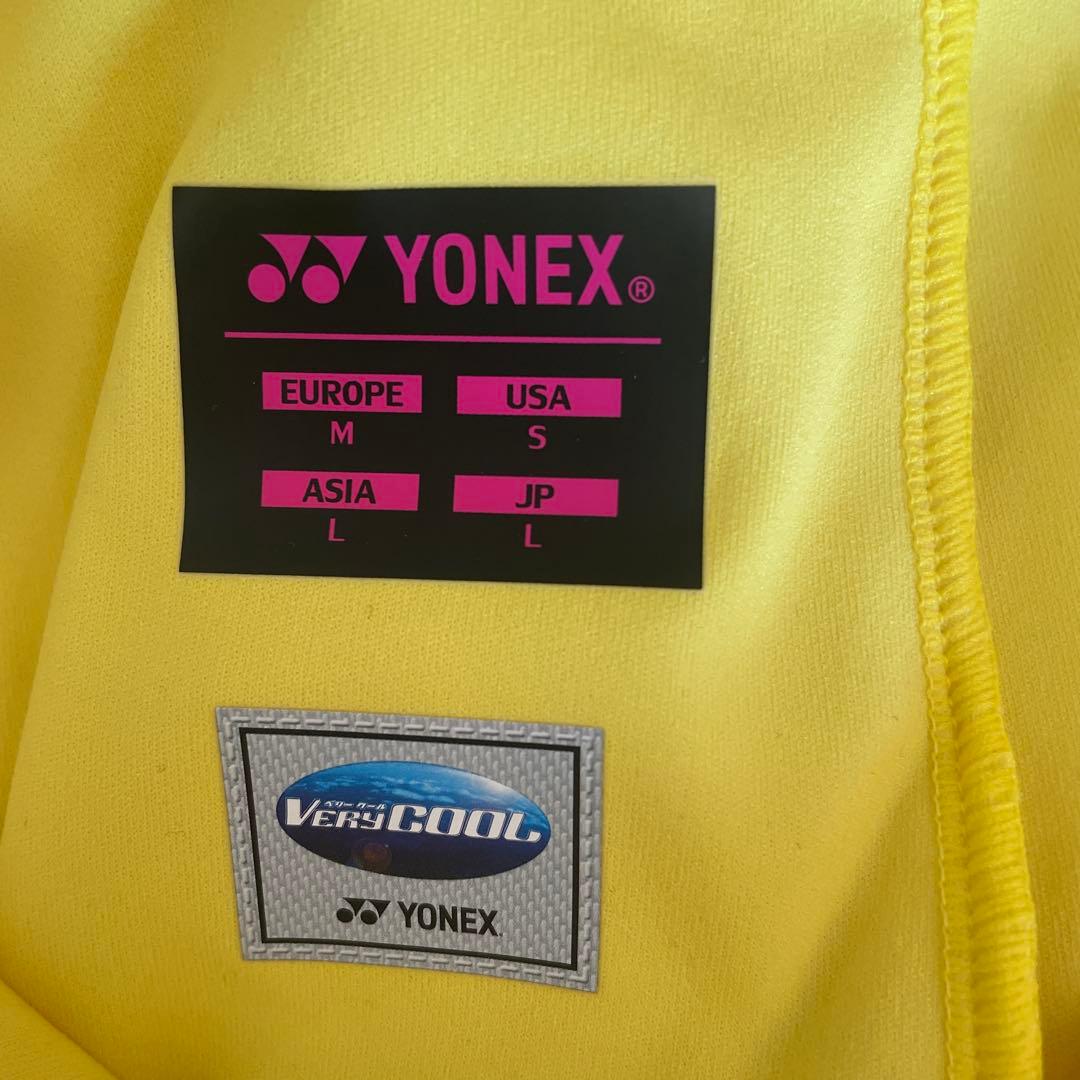 YONEX®
EUROPE USA
M S
ASIA JP
L L
ベリークール
VERYCOOL
YONEX